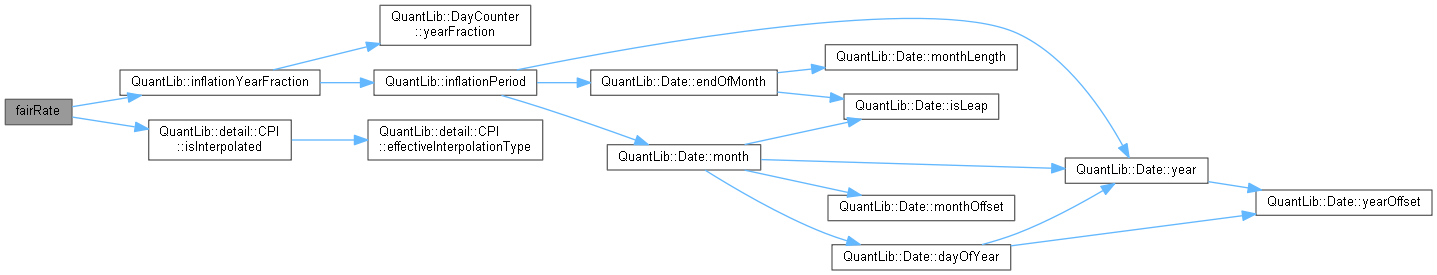 fairRate
QuantLib::inflationYearFraction
QuantLib::detail::CPI
::isInterpolated
QuantLib::DayCounter
::yearFraction
QuantLib::inflationPeriod
QuantLib::detail::CPI
::effectiveInterpolationType
QuantLib::Date::endOfMonth
QuantLib::Date::month
QuantLib::Date::monthLength
QuantLib::Date::isLeap
QuantLib::Date::monthOffset
QuantLib::Date::dayOfYear
QuantLib::Date::year
QuantLib::Date::yearOffset